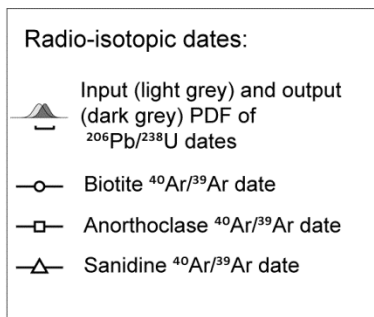 Radio-isotopic dates:
Input (light grey) and output
(dark grey) PDF of
²⁰⁶Pb/²³⁸U dates
Biotite ⁴⁰Ar/³⁹Ar date
Anorthoclase ⁴⁰Ar/³⁹Ar date
Sanidine ⁴⁰Ar/³⁹Ar date